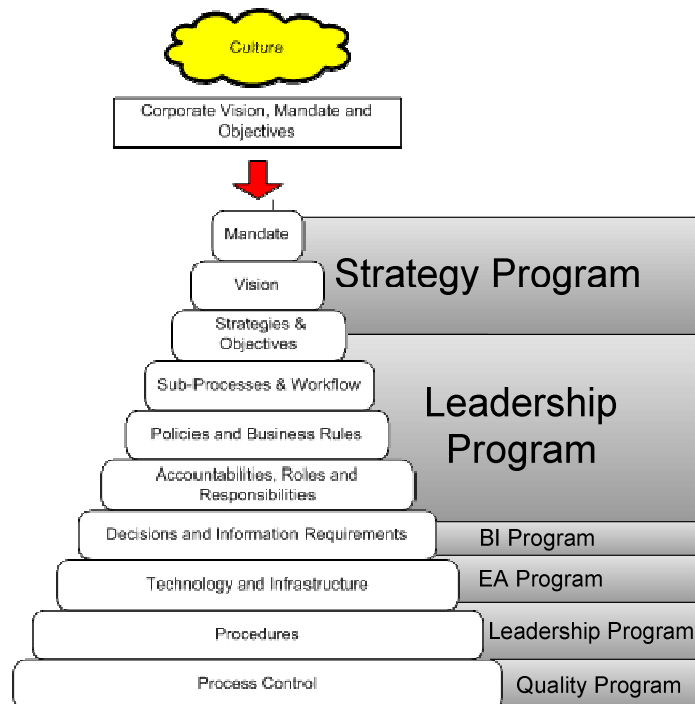 Culture
Corporate Vision, Mandate and
Objectives
Mandate
Vision
Strategies &
Objectives
Strategy Program
Sub-Processes & Workflow
Policies and Business Rules
Accountabilities, Roles and
Responsibilities
Leadership
Program
Decisions and Information Requirements
BI Program
Technology and Infrastructure
EA Program
Procedures
Leadership Program
Process Control
Quality Program